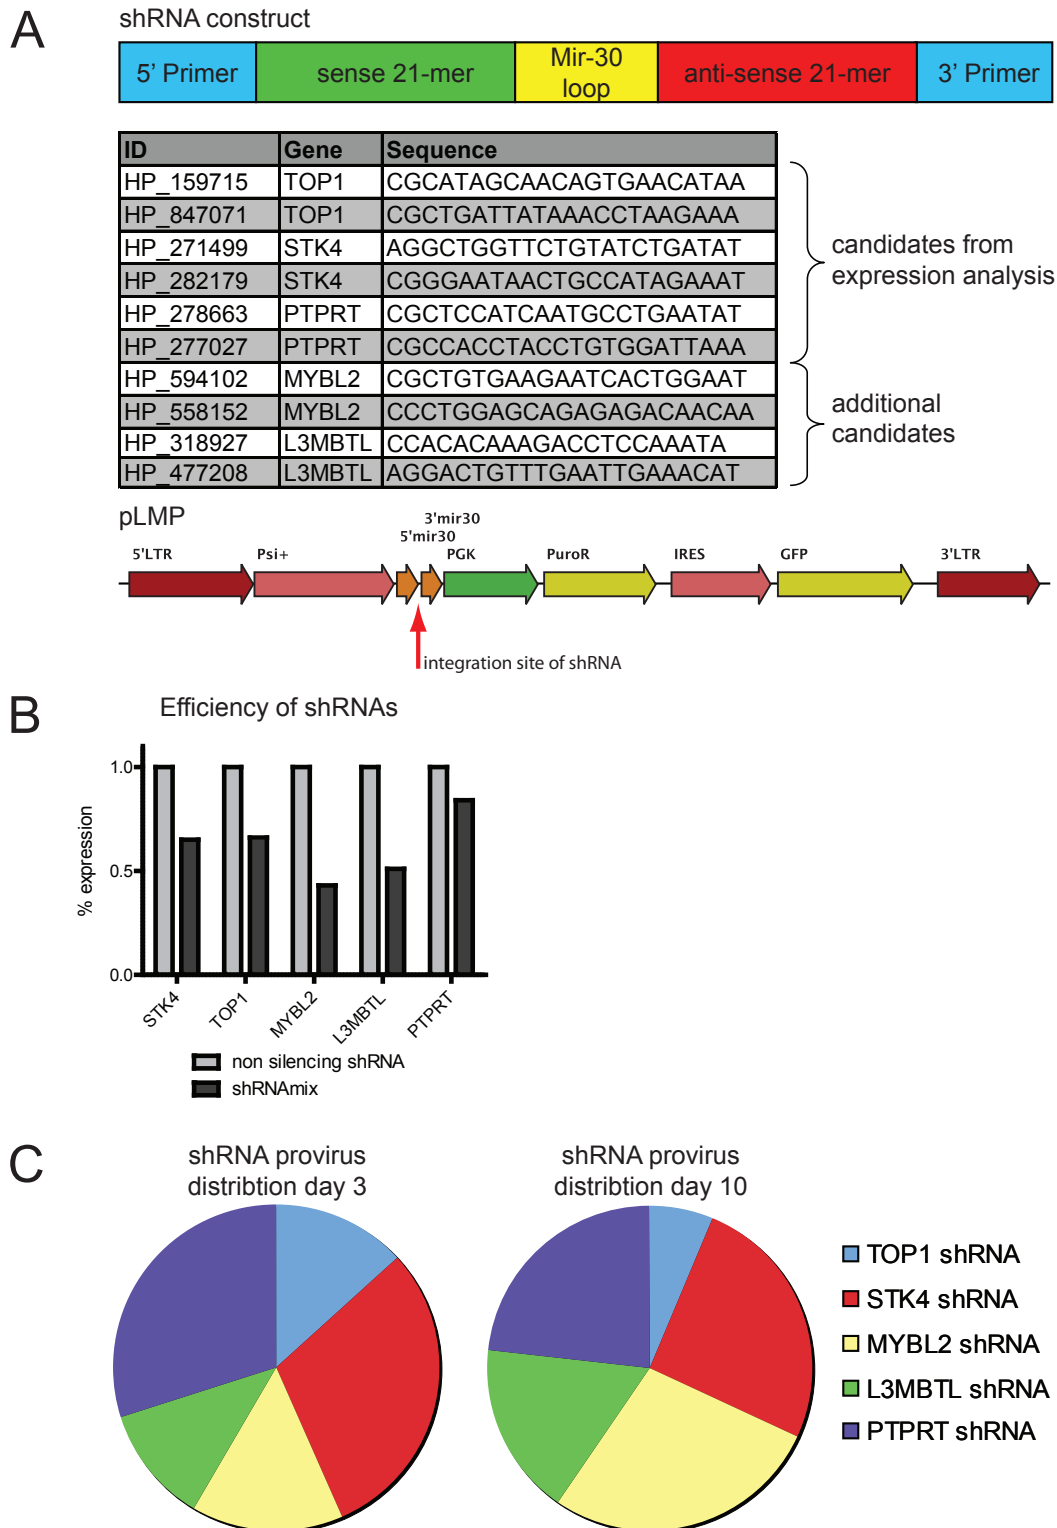 A
shRNA construct
5' Primer
sense 21-mer
Mir-30
loop
anti-sense 21-mer
3' Primer
ID Gene Sequence
HP_159715 TOP1 CGCATAGCAACAGTGAACATAA
HP_847071 TOP1 CGCTGATTATAAACCTAAGAAA
HP_271499 STK4 AGGCTGGTTCTGTATCTGATAT
HP_282179 STK4 CGGGAATAACTGCCATAGAAAT
HP_278663 PTPRT CGCTCCATCAATGCCTGAATAT
HP_277027 PTPRT CGCCACCTACCTGTGGATTAAA
HP_594102 MYBL2 CGCTGTGAAGAATCACTGGAAT
HP_558152 MYBL2 CCCTGGAGCAGAGAGACAACAA
HP_318927 L3MBTL CCACACAAAGACCTCCAAATA
HP_477208 L3MBTL AGGACTGTTTGAATTGAAACAT
candidates from
expression analysis
additional
candidates
pLMP
3'mir30
5'mir30
5'LTR Psi+ PGK PuroR IRES GFP 3'LTR
integration site of shRNA
B
Efficiency of shRNAs
% expression
1.0
0.5
0.0
STK4
TOP1
MYBL2
L3MBTL
PTPRT
non silencing shRNA
shRNAmix
C
shRNA provirus
distribtion day 3
shRNA provirus
distribtion day 10
TOP1 shRNA
STK4 shRNA
MYBL2 shRNA
L3MBTL shRNA
PTPRT shRNA